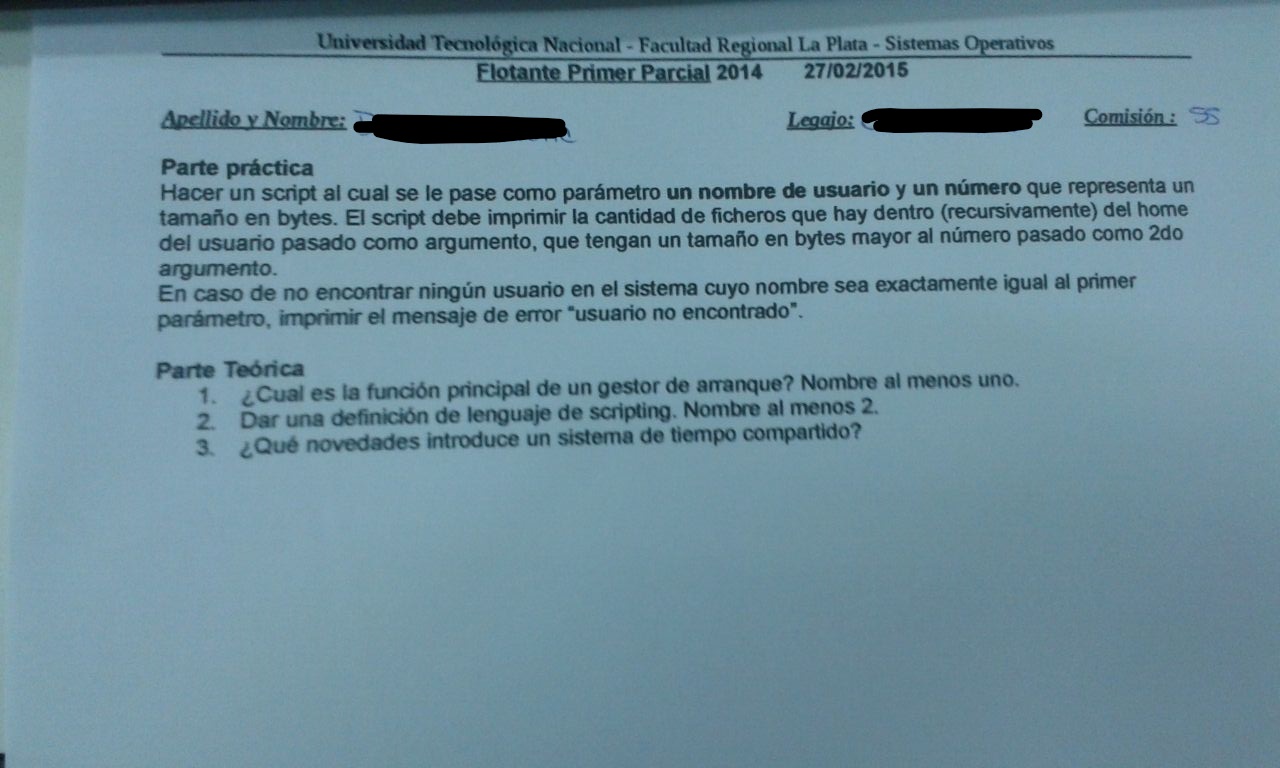 Universidad Tecnológica Nacional - Facultad Regional La Plata - Sistemas Operativos
Flotante Primer Parcial 2014 27/02/2015
Apellido y Nombre: Legajo: Comisión :
Parte práctica
Hacer un script al cual se le pase como parámetro un nombre de usuario y un número que representa un
tamaño en bytes. El script debe imprimir la cantidad de ficheros que hay dentro (recursivamente) del home
del usuario pasado como argumento, que tengan un tamaño en bytes mayor al número pasado como 2do
argumento.
En caso de no encontrar ningún usuario en el sistema cuyo nombre sea exactamente igual al primer
parámetro, imprimir el mensaje de error “usuario no encontrado”.
Parte Teórica
1. ¿Cual es la función principal de un gestor de arranque? Nombre al menos uno.
2. Dar una definición de lenguaje de scripting. Nombre al menos 2.
3. ¿Qué novedades introduce un sistema de tiempo compartido?